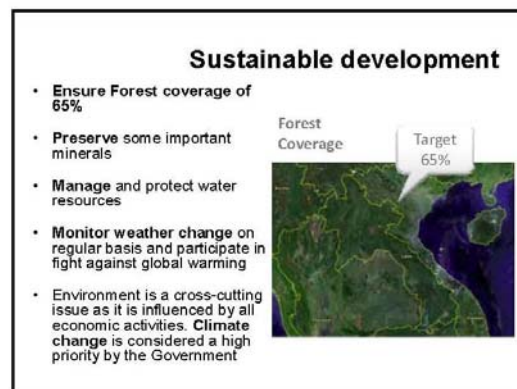 Sustainable development
• Ensure Forest coverage of
65%
• Preserve some important
minerals
• Manage and protect water
resources
• Monitor weather change on
regular basis and participate in
fight against global warming
• Environment is a cross-cutting
issue as it is influenced by all
economic activities. Climate
change is considered a high
priority by the Government
Forest
Coverage
Target
65%